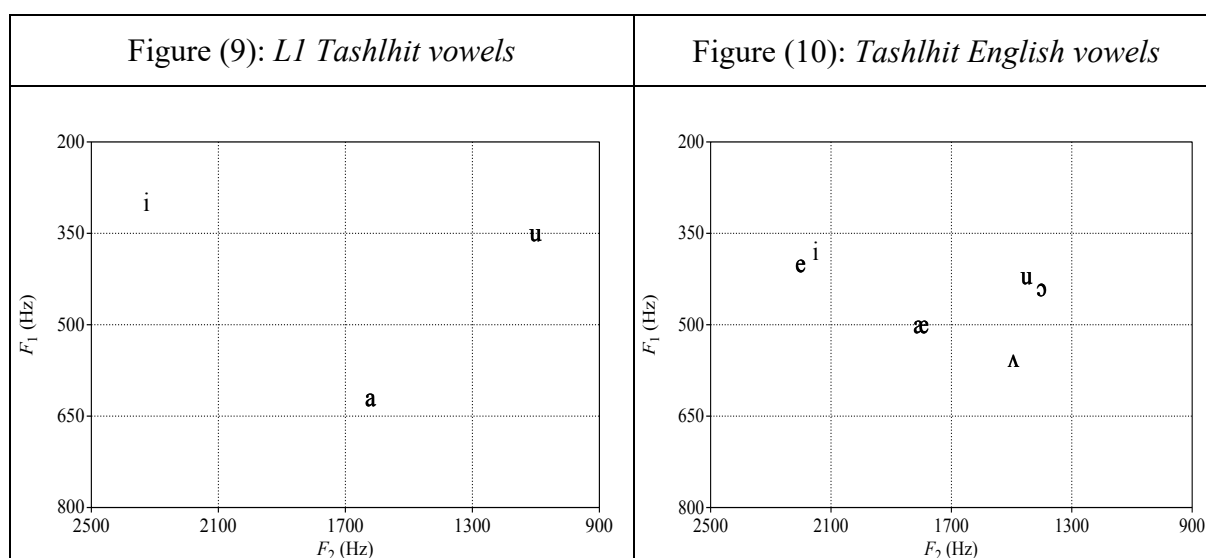 Figure (9): L1 Tashlhit vowels
Figure (10): Tashlhit English vowels
200
350
500
650
800
F1 (Hz)
i
u
a
2500 2100 1700 1300 900
F2 (Hz)
200
350
500
650
800
F1 (Hz)
i
e
u
ɔ
æ
ʌ
2500 2100 1700 1300 900
F2 (Hz)